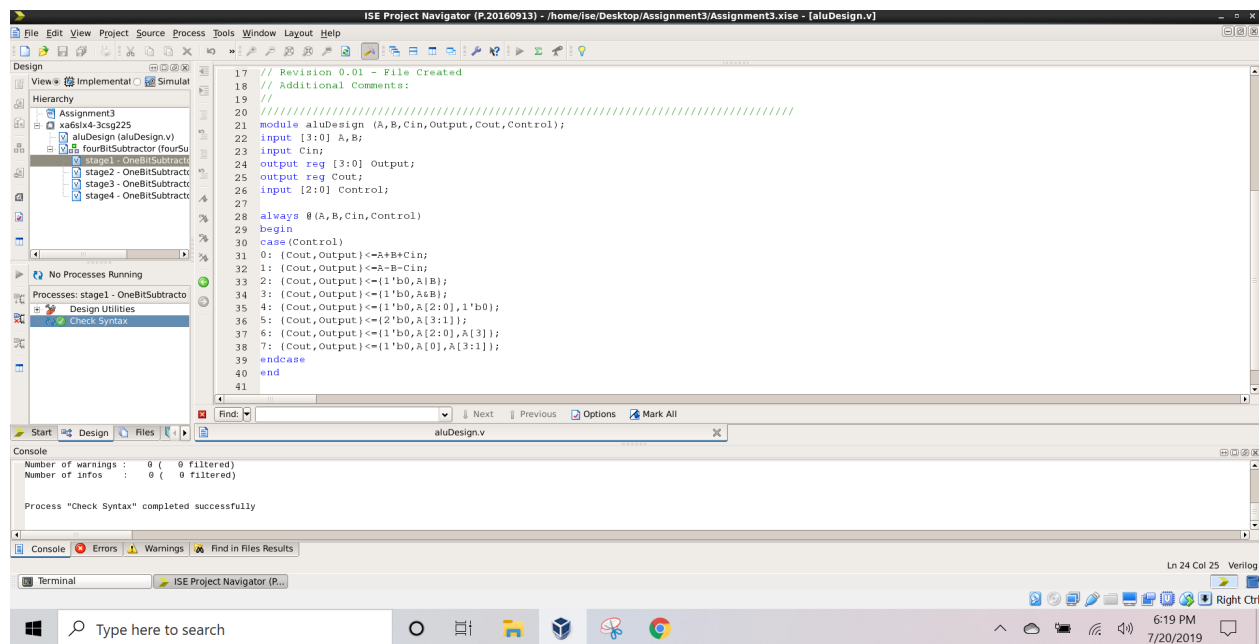 ISE Project Navigator (P.20160913) - /home/ise/Desktop/Assignment3/Assignment3.xise - [aluDesign.v]
File Edit View Project Source Process Tools Window Layout Help
Design
View: Implementat Simulat
Hierarchy
Assignment3
xa6slx4-3csg225
aluDesign (aluDesign.v)
fourBitSubtractor (fourSu
stage1 - OneBitSubtracto
stage2 - OneBitSubtracto
stage3 - OneBitSubtracto
stage4 - OneBitSubtracto
No Processes Running
Processes: stage1 - OneBitSubtracto
Design Utilities
Check Syntax
Start Design Files
17 // Revision 0.01 - File Created
18 // Additional Comments:
19 //
20 //////////////////////////////////////////////////////////////////////////////////
21 module aluDesign (A,B,Cin,Output,Cout,Control);
22 input [3:0] A,B;
23 input Cin;
24 output reg [3:0] Output;
25 output reg Cout;
26 input [2:0] Control;
27
28 always @(A,B,Cin,Control)
29 begin
30 case(Control)
31 0: {Cout,Output}<=A+B+Cin;
32 1: {Cout,Output}<=A-B-Cin;
33 2: {Cout,Output}<={1'b0,A|B};
34 3: {Cout,Output}<={1'b0,A&B};
35 4: {Cout,Output}<={1'b0,A[2:0],1'b0};
36 5: {Cout,Output}<={2'b0,A[3:1]};
37 6: {Cout,Output}<={1'b0,A[2:0],A[3]};
38 7: {Cout,Output}<={1'b0,A[0],A[3:1]};
39 endcase
40 end
41
Find: Next Previous Options Mark All
aluDesign.v
Console
Number of warnings : 0 ( 0 filtered)
Number of infos : 0 ( 0 filtered)
Process "Check Syntax" completed successfully
Console Errors Warnings Find in Files Results
Ln 24 Col 25 Verilog
Terminal ISE Project Navigator (P...
Right Ctrl
Type here to search
6:19 PM
7/20/2019